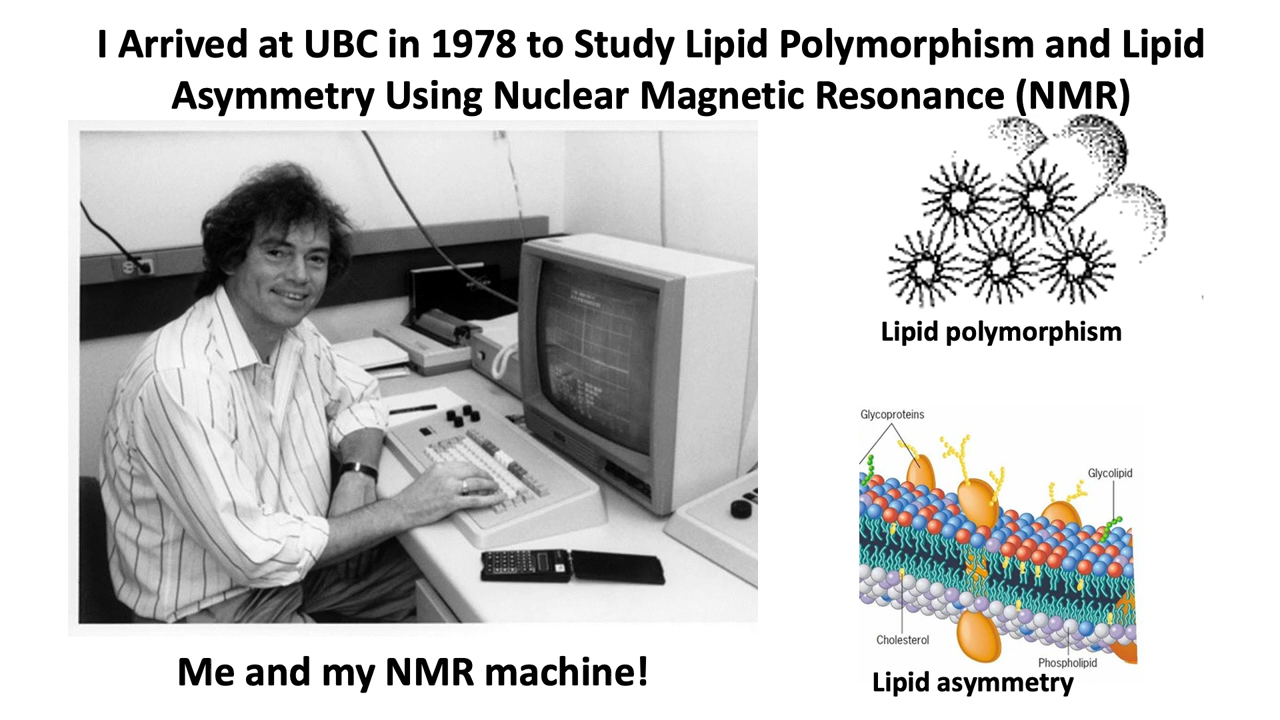 I Arrived at UBC in 1978 to Study Lipid Polymorphism and Lipid
Asymmetry Using Nuclear Magnetic Resonance (NMR)
Lipid polymorphism
Glycoproteins
Glycolipid
Cholesterol
Phospholipid
Lipid asymmetry
Me and my NMR machine!